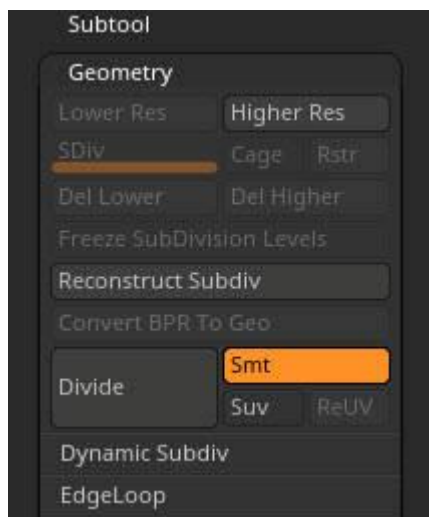 Subtool
Geometry
Lower Res Higher Res
SDiv Cage Rstr
Del Lower Del Higher
Freeze SubDivision Levels
Reconstruct Subdiv
Convert BPR To Geo
Smt
Divide
Suv ReUV
Dynamic Subdiv
EdgeLoop